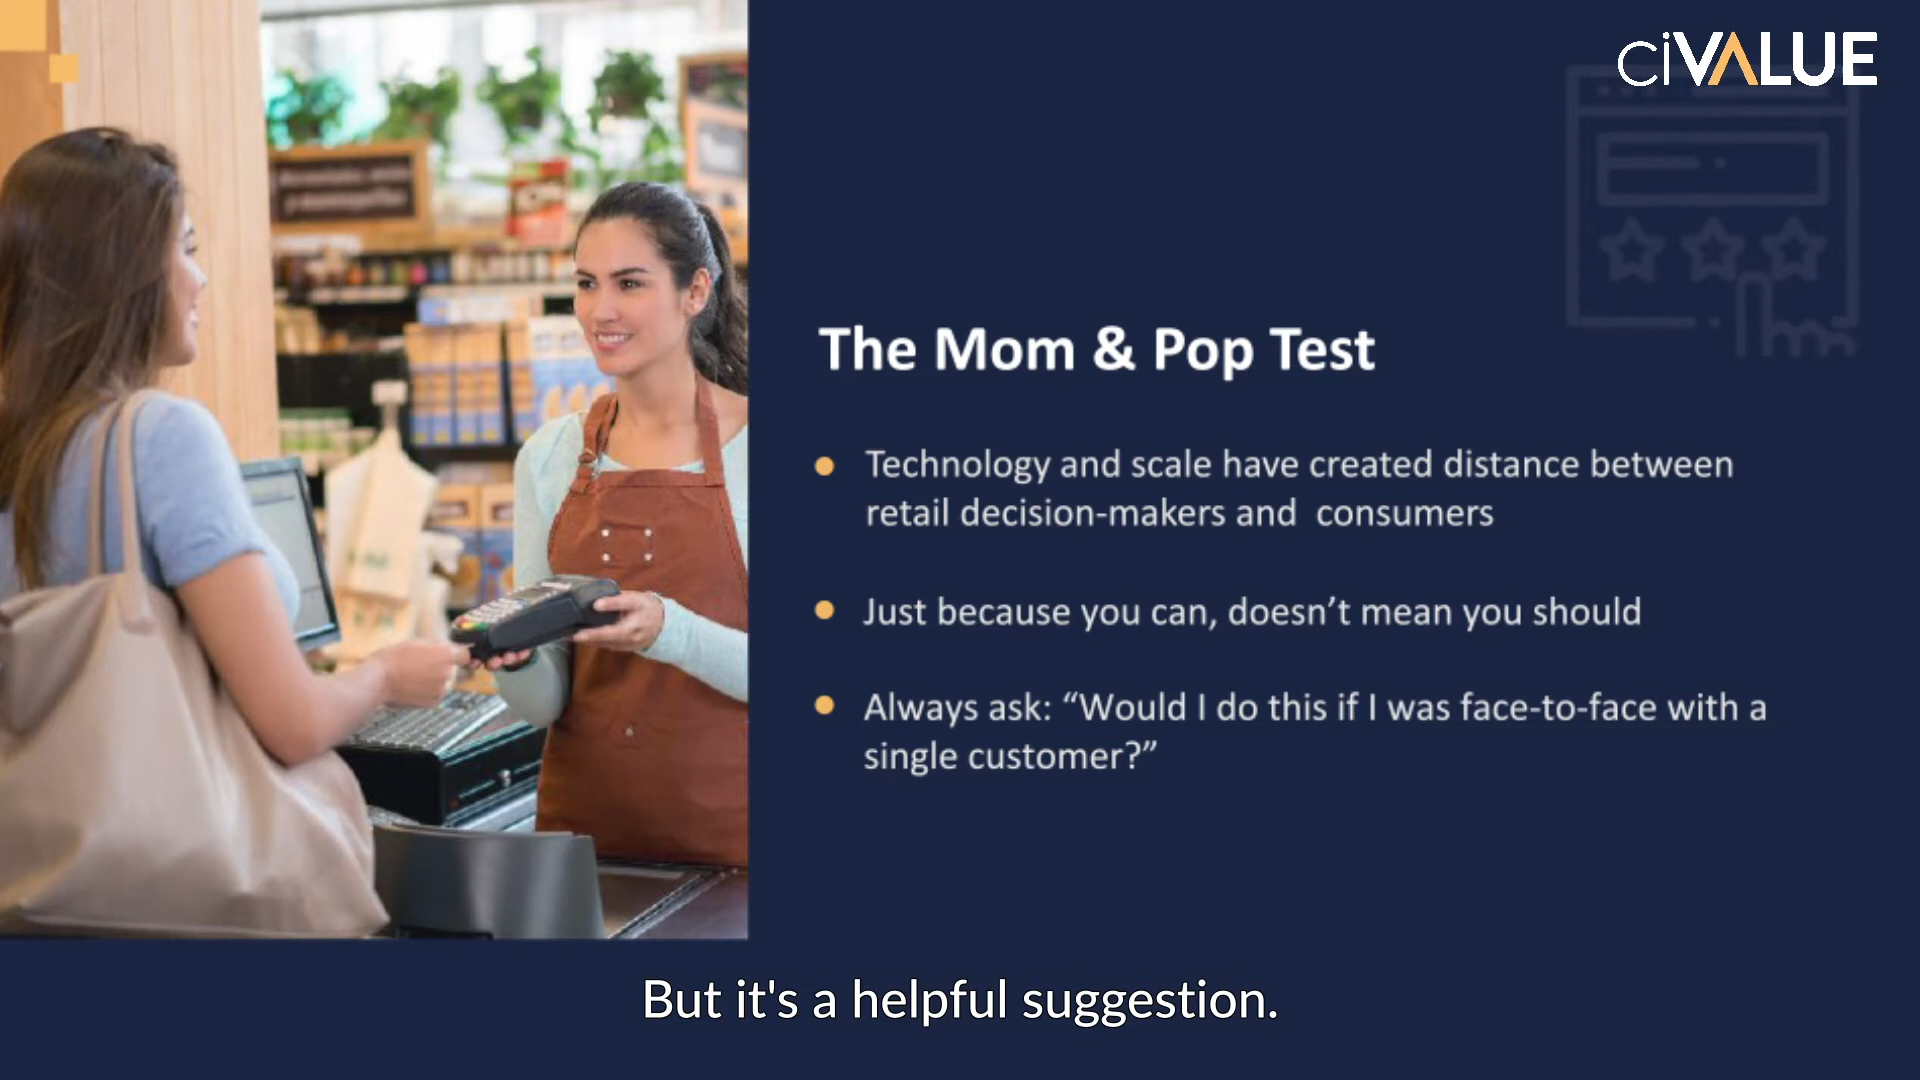 ciVALUE
The Mom & Pop Test
Technology and scale have created distance between
retail decision-makers and  consumers
Just because you can, doesn’t mean you should
Always ask: “Would I do this if I was face-to-face with a
single customer?”
But it's a helpful suggestion.